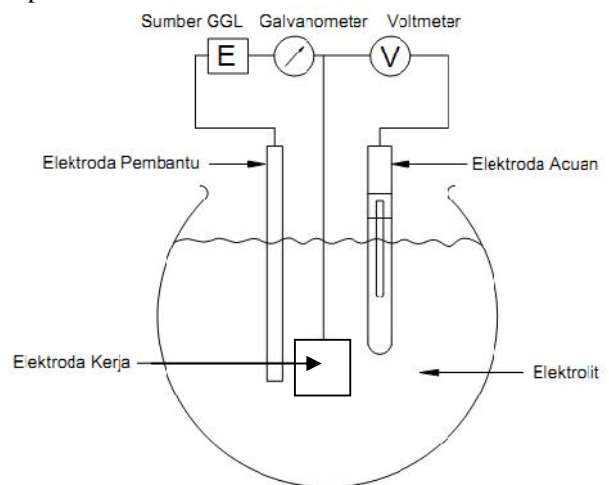 Sumber GGL Galvanometer Voltmeter
E V
Elektroda Pembantu Elektroda Acuan
Elektroda Kerja
Elektrolit